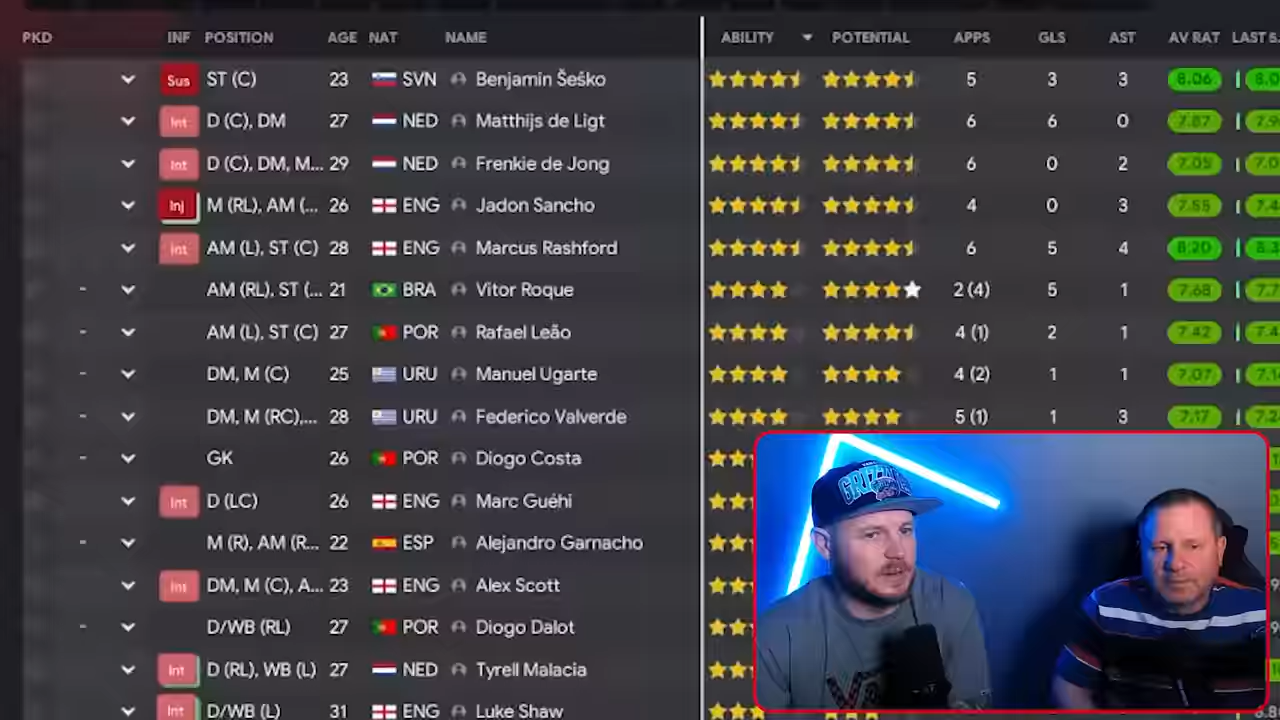 PKD INF POSITION AGE NAT NAME ABILITY POTENTIAL APPS GLS AST AV RAT LAST 5
Sus ST (C) 23 SVN Benjamin Šeško 5 3 3 8.06
Int D (C), DM 27 NED Matthijs de Ligt 6 6 0 7.87
Int D (C), DM, M... 29 NED Frenkie de Jong 6 0 2 7.05
Inj M (RL), AM (... 26 ENG Jadon Sancho 4 0 3 7.55
Int AM (L), ST (C) 28 ENG Marcus Rashford 6 5 4 8.20
- AM (RL), ST (... 21 BRA Vitor Roque 2 (4) 5 1 7.68
- AM (L), ST (C) 27 POR Rafael Leão 4 (1) 2 1 7.42
- DM, M (C) 25 URU Manuel Ugarte 4 (2) 1 1 7.07
- DM, M (RC),... 28 URU Federico Valverde 5 (1) 1 3 7.17
- GK 26 POR Diogo Costa
Int D (LC) 26 ENG Marc Guéhi
- M (R), AM (R... 22 ESP Alejandro Garnacho
Int DM, M (C), A... 23 ENG Alex Scott
- D/WB (RL) 27 POR Diogo Dalot
Int D (RL), WB (L) 27 NED Tyrell Malacia
Int D/WB (L) 31 ENG Luke Shaw
GRIZZLIES